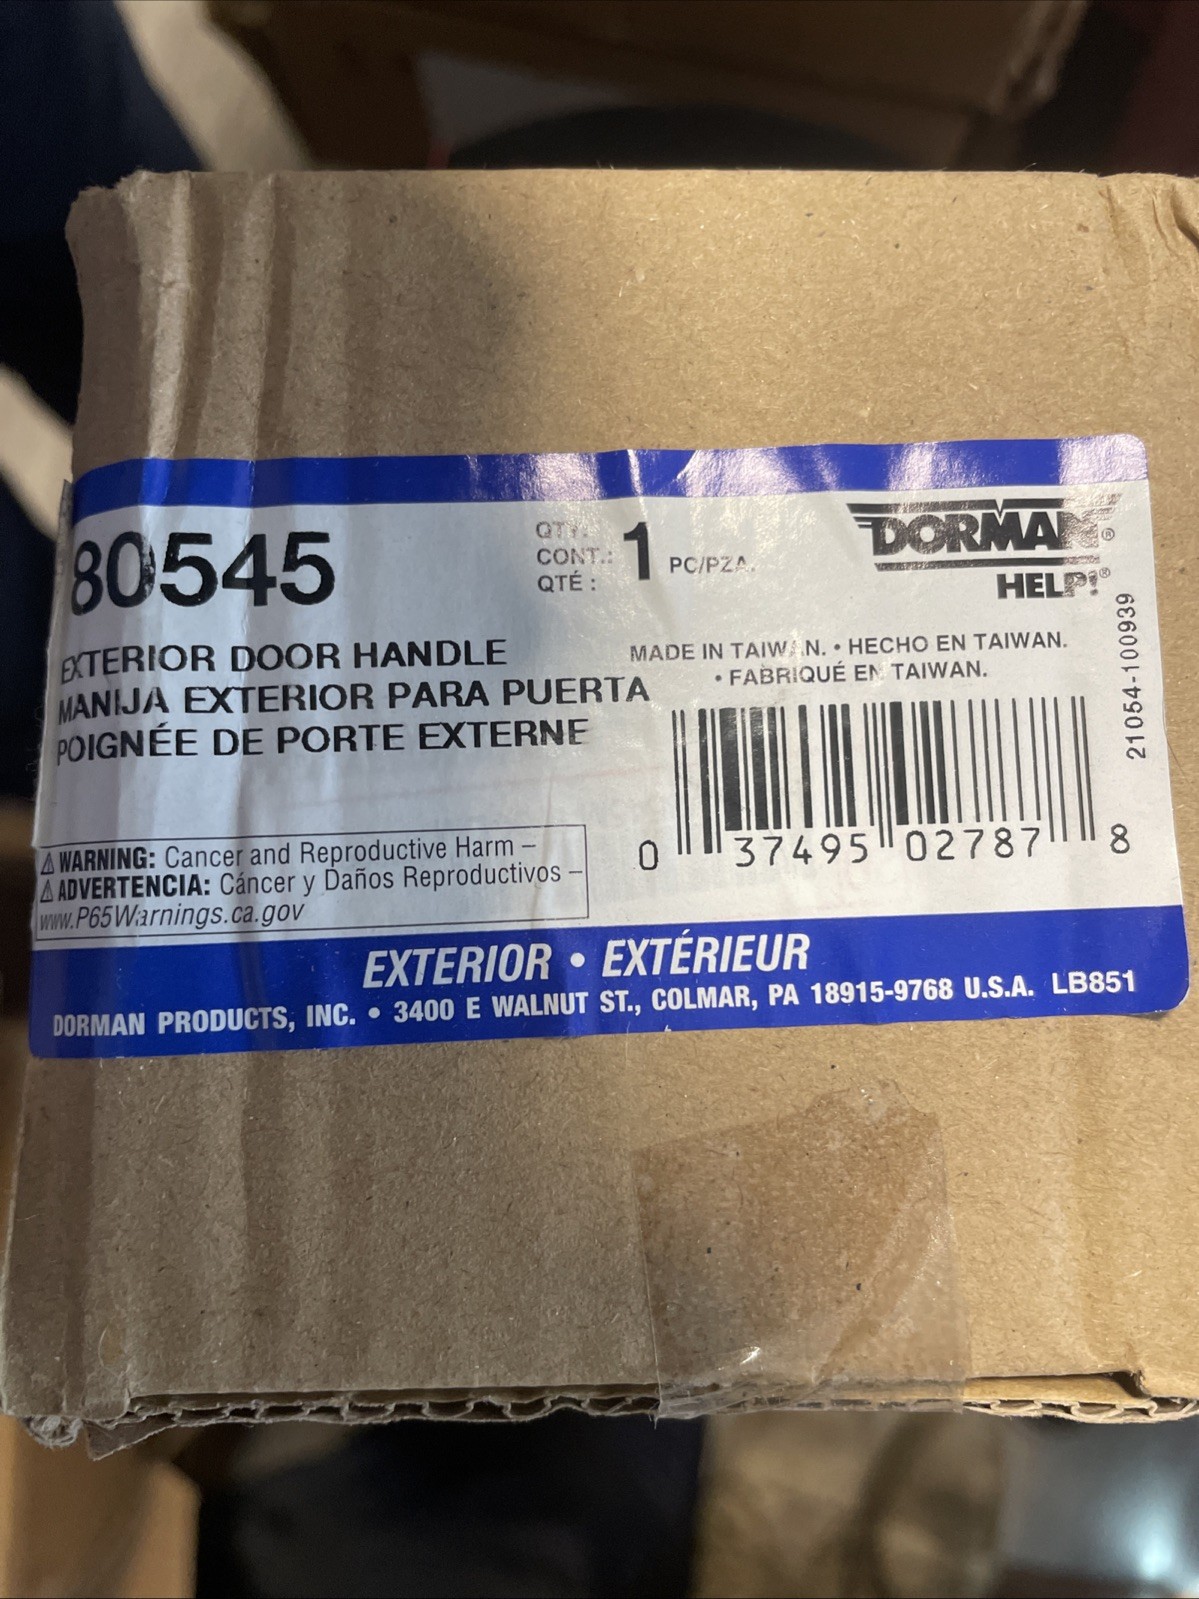 80545
QTY.:
CONT.:
QTÉ :
1 PC/PZA.
DORMAN®
HELP!®
EXTERIOR DOOR HANDLE
MANIJA EXTERIOR PARA PUERTA
POIGNÉE DE PORTE EXTERNE
MADE IN TAIWAN. • HECHO EN TAIWAN.
• FABRIQUÉ EN TAIWAN.
21054-100939
0 37495 02787 8
⚠ WARNING: Cancer and Reproductive Harm –
⚠ ADVERTENCIA: Cáncer y Daños Reproductivos –
www.P65Warnings.ca.gov
EXTERIOR • EXTÉRIEUR
DORMAN PRODUCTS, INC. • 3400 E WALNUT ST., COLMAR, PA 18915-9768 U.S.A. LB851